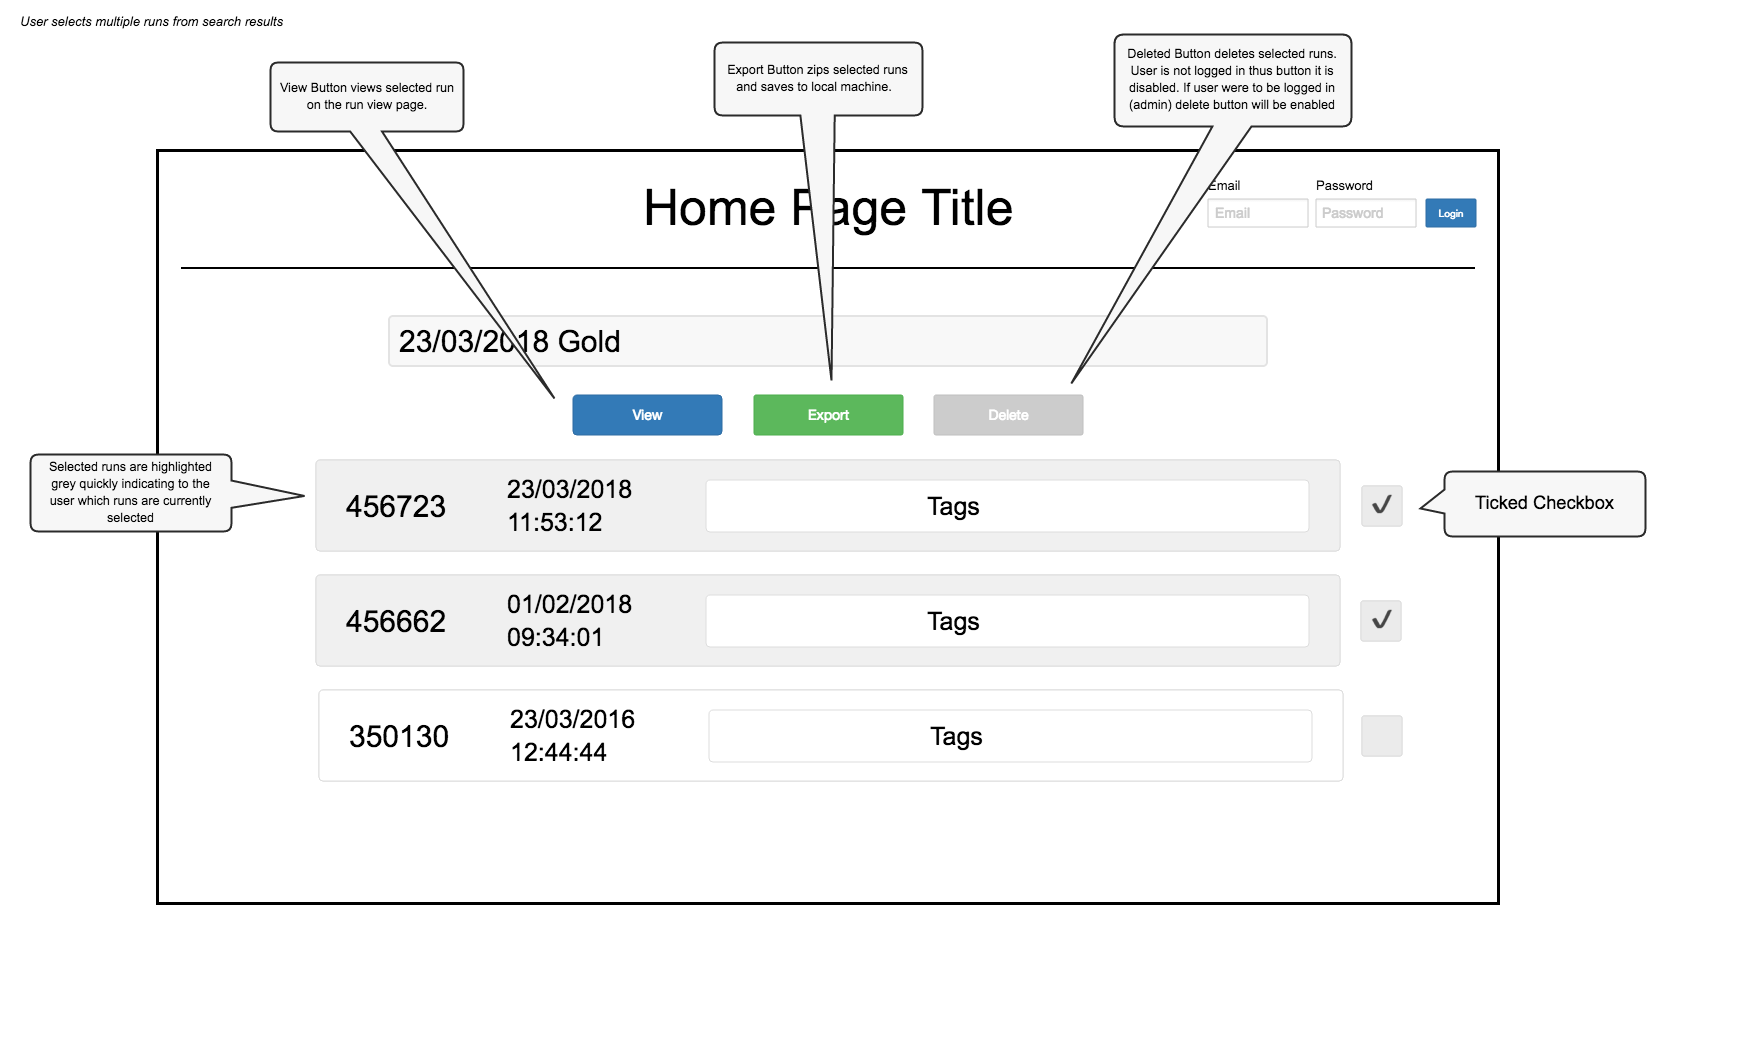 User selects multiple runs from search results
View Button views selected run
on the run view page.
Export Button zips selected runs
and saves to local machine.
Deleted Button deletes selected runs.
User is not logged in thus button it is
disabled. If user were to be logged in
(admin) delete button will be enabled
Home Page Title
Email
Password
Email
Password
Login
23/03/2018 Gold
View
Export
Delete
Selected runs are highlighted
grey quickly indicating to the
user which runs are currently
selected
456723
23/03/2018
11:53:12
Tags
Ticked Checkbox
456662
01/02/2018
09:34:01
Tags
350130
23/03/2016
12:44:44
Tags